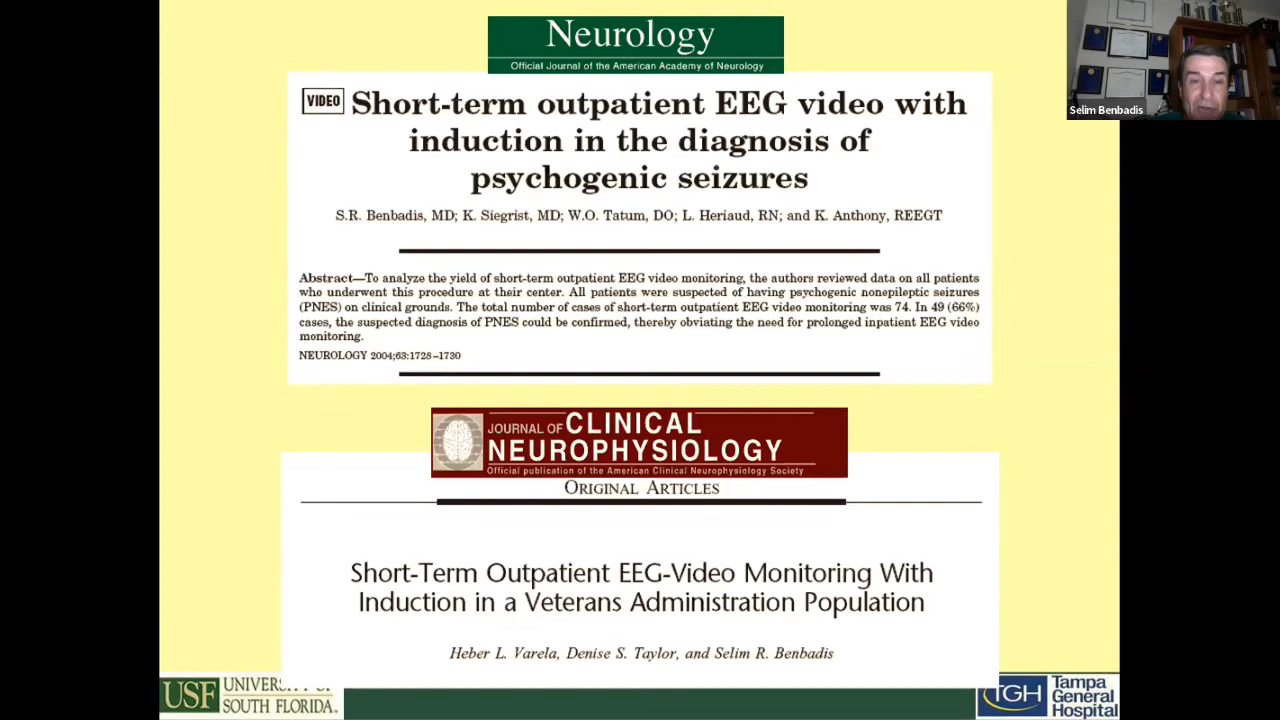 Neurology
Official Journal of the American Academy of Neurology
VIDEO Short-term outpatient EEG video with
induction in the diagnosis of
psychogenic seizures
S.R. Benbadis, MD; K. Siegrist, MD; W.O. Tatum, DO; L. Heriaud, RN; and K. Anthony, REEGT
Abstract—To analyze the yield of short-term outpatient EEG video monitoring, the authors reviewed data on all patients
who underwent this procedure at their center. All patients were suspected of having psychogenic nonepileptic seizures
(PNES) on clinical grounds. The total number of cases of short-term outpatient EEG video monitoring was 74. In 49 (66%)
cases, the suspected diagnosis of PNES could be confirmed, thereby obviating the need for prolonged inpatient EEG video
monitoring.
NEUROLOGY 2004;63:1728–1730
JOURNAL OF CLINICAL
NEUROPHYSIOLOGY
Official publication of the American Clinical Neurophysiology Society
ORIGINAL ARTICLES
Short-Term Outpatient EEG-Video Monitoring With
Induction in a Veterans Administration Population
Heber L. Varela, Denise S. Taylor, and Selim R. Benbadis
USF UNIVERSITY OF
SOUTH FLORIDA
TGH Tampa
General
Hospital
Selim Benbadis